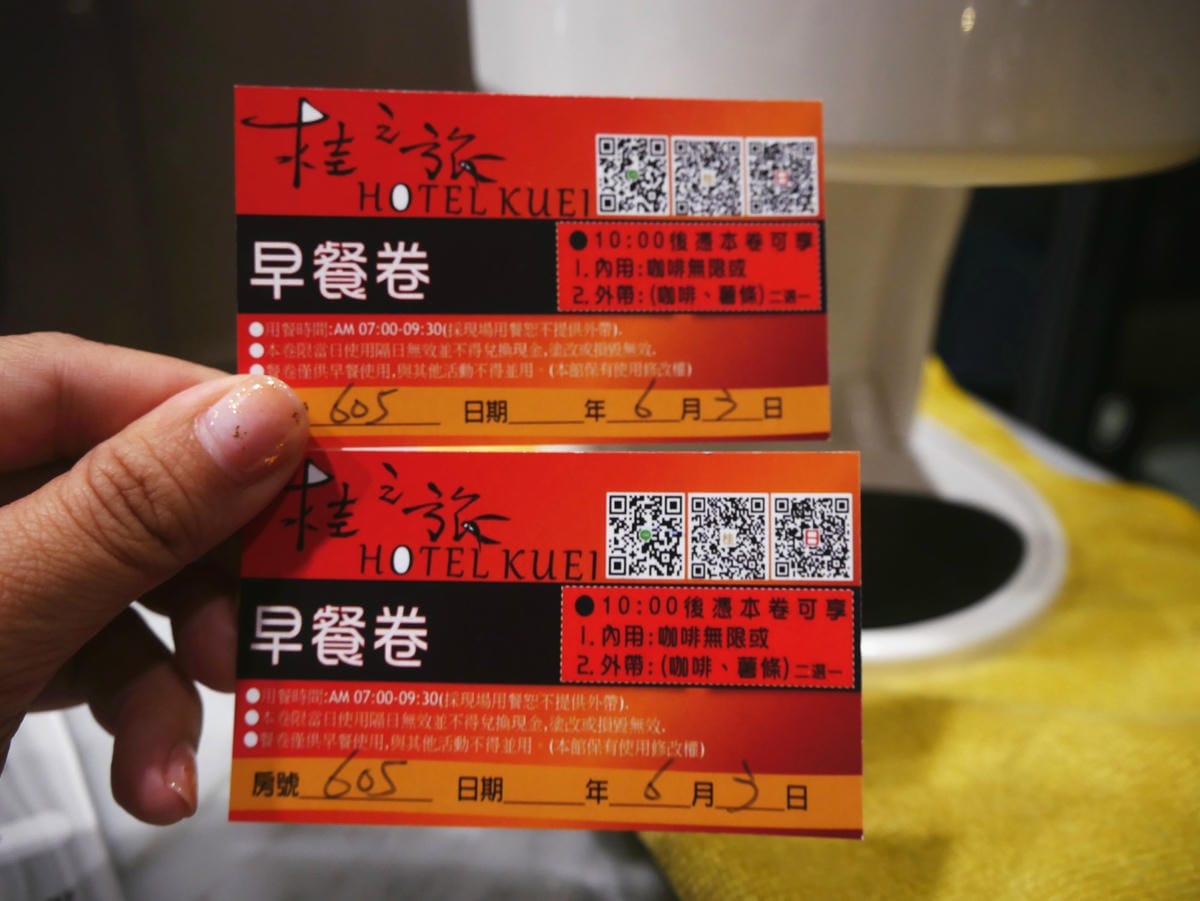 桂之旅
HOTEL KUEI
早餐卷
●10:00後憑本卷可享
1. 內用:咖啡無限或
2. 外帶:(咖啡、薯條)二選一
●用餐時間:AM 07:00-09:30(採現場用餐恕不提供外帶).
●本卷限當日使用隔日無效並不得兌換現金,塗改或損毀無效.
●餐卷僅供早餐使用,與其他活動不得並用。(本館保有使用修改權)
605 日期 年 6 月 3 日
桂之旅
HOTEL KUEI
早餐卷
●10:00後憑本卷可享
1. 內用:咖啡無限或
2. 外帶:(咖啡、薯條)二選一
●用餐時間:AM 07:00-09:30(採現場用餐恕不提供外帶).
●本卷限當日使用隔日無效並不得兌換現金,塗改或損毀無效.
●餐卷僅供早餐使用,與其他活動不得並用。(本館保有使用修改權)
房號 605 日期 年 6 月 3 日